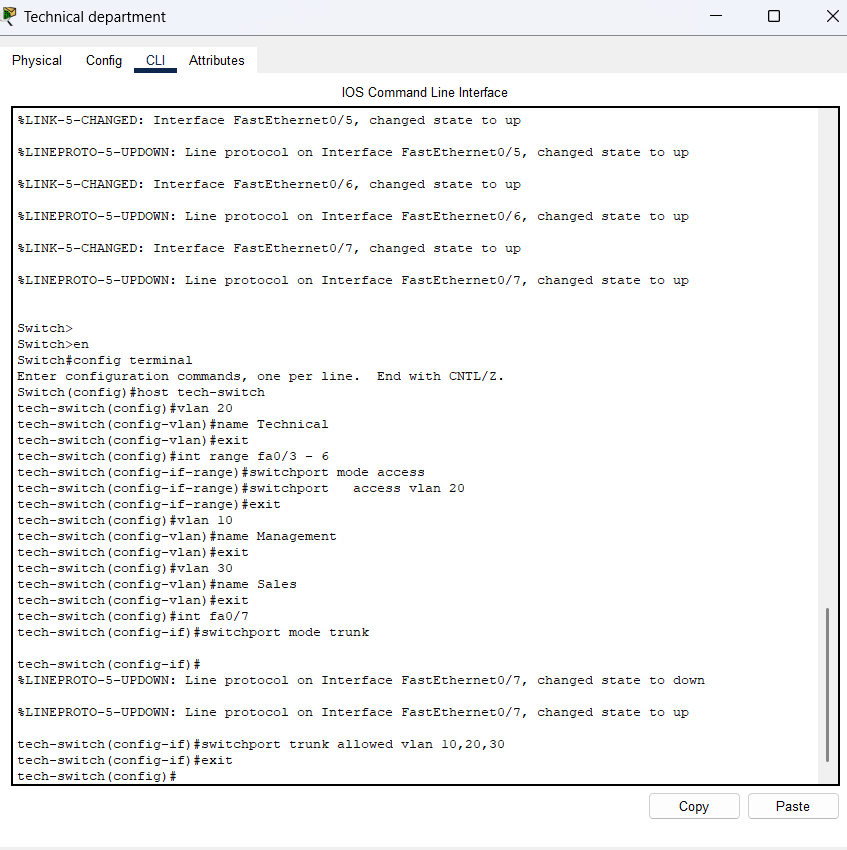 Technical department
Physical Config CLI Attributes
IOS Command Line Interface
%LINK-5-CHANGED: Interface FastEthernet0/5, changed state to up
%LINEPROTO-5-UPDOWN: Line protocol on Interface FastEthernet0/5, changed state to up
%LINK-5-CHANGED: Interface FastEthernet0/6, changed state to up
%LINEPROTO-5-UPDOWN: Line protocol on Interface FastEthernet0/6, changed state to up
%LINK-5-CHANGED: Interface FastEthernet0/7, changed state to up
%LINEPROTO-5-UPDOWN: Line protocol on Interface FastEthernet0/7, changed state to up
Switch>
Switch>en
Switch#config terminal
Enter configuration commands, one per line.  End with CNTL/Z.
Switch(config)#host tech-switch
tech-switch(config)#vlan 20
tech-switch(config-vlan)#name Technical
tech-switch(config-vlan)#exit
tech-switch(config)#int range fa0/3 - 6
tech-switch(config-if-range)#switchport mode access
tech-switch(config-if-range)#switchport   access vlan 20
tech-switch(config-if-range)#exit
tech-switch(config)#vlan 10
tech-switch(config-vlan)#name Management
tech-switch(config-vlan)#exit
tech-switch(config)#vlan 30
tech-switch(config-vlan)#name Sales
tech-switch(config-vlan)#exit
tech-switch(config)#int fa0/7
tech-switch(config-if)#switchport mode trunk
tech-switch(config-if)#
%LINEPROTO-5-UPDOWN: Line protocol on Interface FastEthernet0/7, changed state to down
%LINEPROTO-5-UPDOWN: Line protocol on Interface FastEthernet0/7, changed state to up
tech-switch(config-if)#switchport trunk allowed vlan 10,20,30
tech-switch(config-if)#exit
tech-switch(config)#
Copy Paste